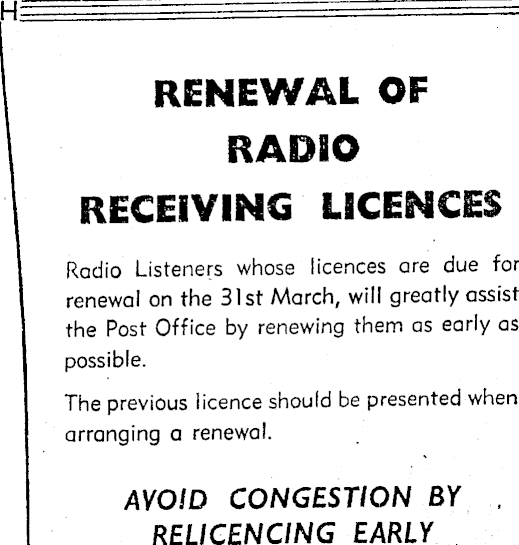 H
RENEWAL OF
RADIO
RECEIVING LICENCES
Radio Listeners whose licences are due for
renewal on the 31st March, will greatly assist
the Post Office by renewing them as early as
possible.
The previous licence should be presented when
arranging a renewal.
AVOID CONGESTION BY
RELICENCING EARLY